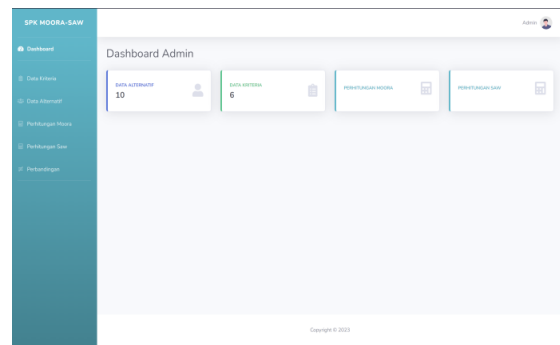 SPK MOORA-SAW
Dashboard
Data Kriteria
Data Alternatif
Perhitungan Moora
Perhitungan Saw
Perbandingan
Admin
Dashboard Admin
DATA ALTERNATIF
10
DATA KRITERIA
6
PERHITUNGAN MOORA
PERHITUNGAN SAW
Copyright © 2023